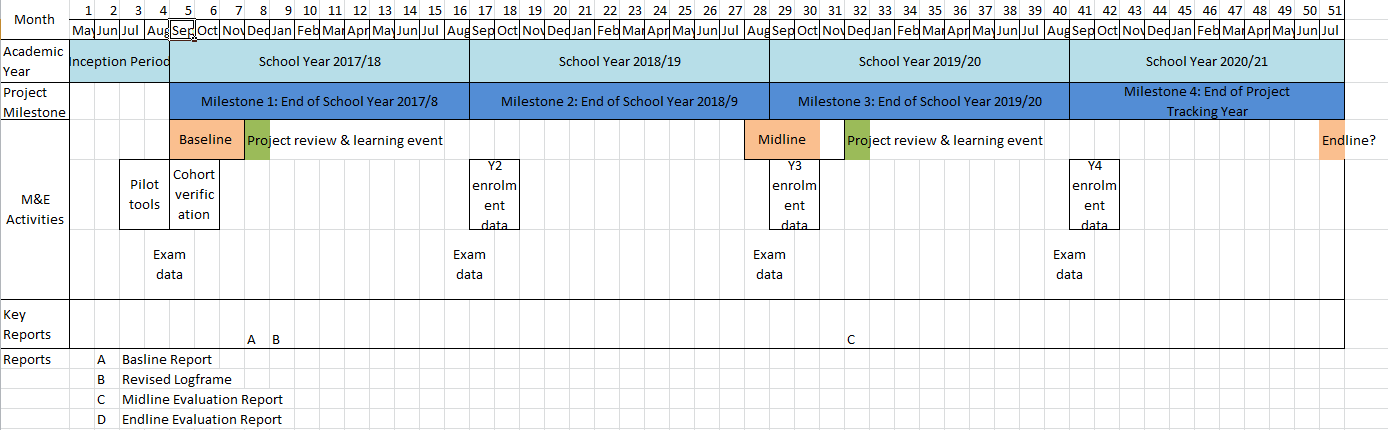 Month 1 2 3 4 5 6 7 8 9 10 11 12 13 14 15 16 17 18 19 20 21 22 23 24 25 26 27 28 29 30 31 32 33 34 35 36 37 38 39 40 41 42 43 44 45 46 47 48 49 50 51
May Jun Jul Aug Sep Oct Nov Dec Jan Feb Mar Apr May Jun Jul Aug Sep Oct Nov Dec Jan Feb Mar Apr May Jun Jul Aug Sep Oct Nov Dec Jan Feb Mar Apr May Jun Jul Aug Sep Oct Nov Dec Jan Feb Mar Apr May Jun Jul
Academic
Year
Inception Period
School Year 2017/18
School Year 2018/19
School Year 2019/20
School Year 2020/21
Project
Milestone
Milestone 1: End of School Year 2017/8
Milestone 2: End of School Year 2018/9
Milestone 3: End of School Year 2019/20
Milestone 4: End of Project
Tracking Year
M&E
Activities
Baseline
Project review & learning event
Midline
Project review & learning event
Endline?
Pilot
tools
Cohort
verific
ation
Y2
enrolm
ent
data
Y3
enrolm
ent
data
Y4
enrolm
ent
data
Exam
data
Exam
data
Exam
data
Exam
data
Key
Reports
A B C
Reports
A Basline Report
B Revised Logframe
C Midline Evaluation Report
D Endline Evaluation Report